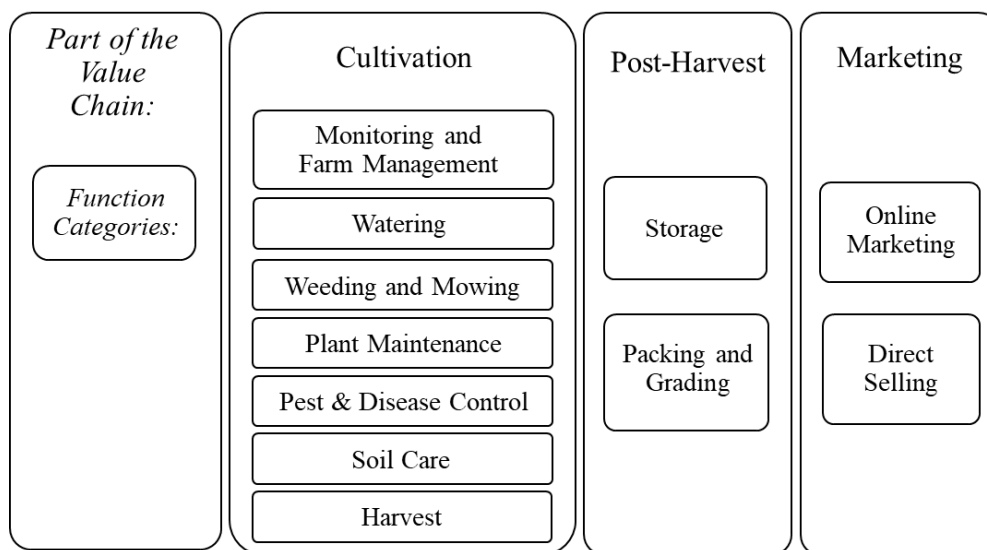 Part of the
Value
Chain:
Function
Categories:
Cultivation
Monitoring and
Farm Management
Watering
Weeding and Mowing
Plant Maintenance
Pest & Disease Control
Soil Care
Harvest
Post-Harvest
Storage
Packing and
Grading
Marketing
Online
Marketing
Direct
Selling